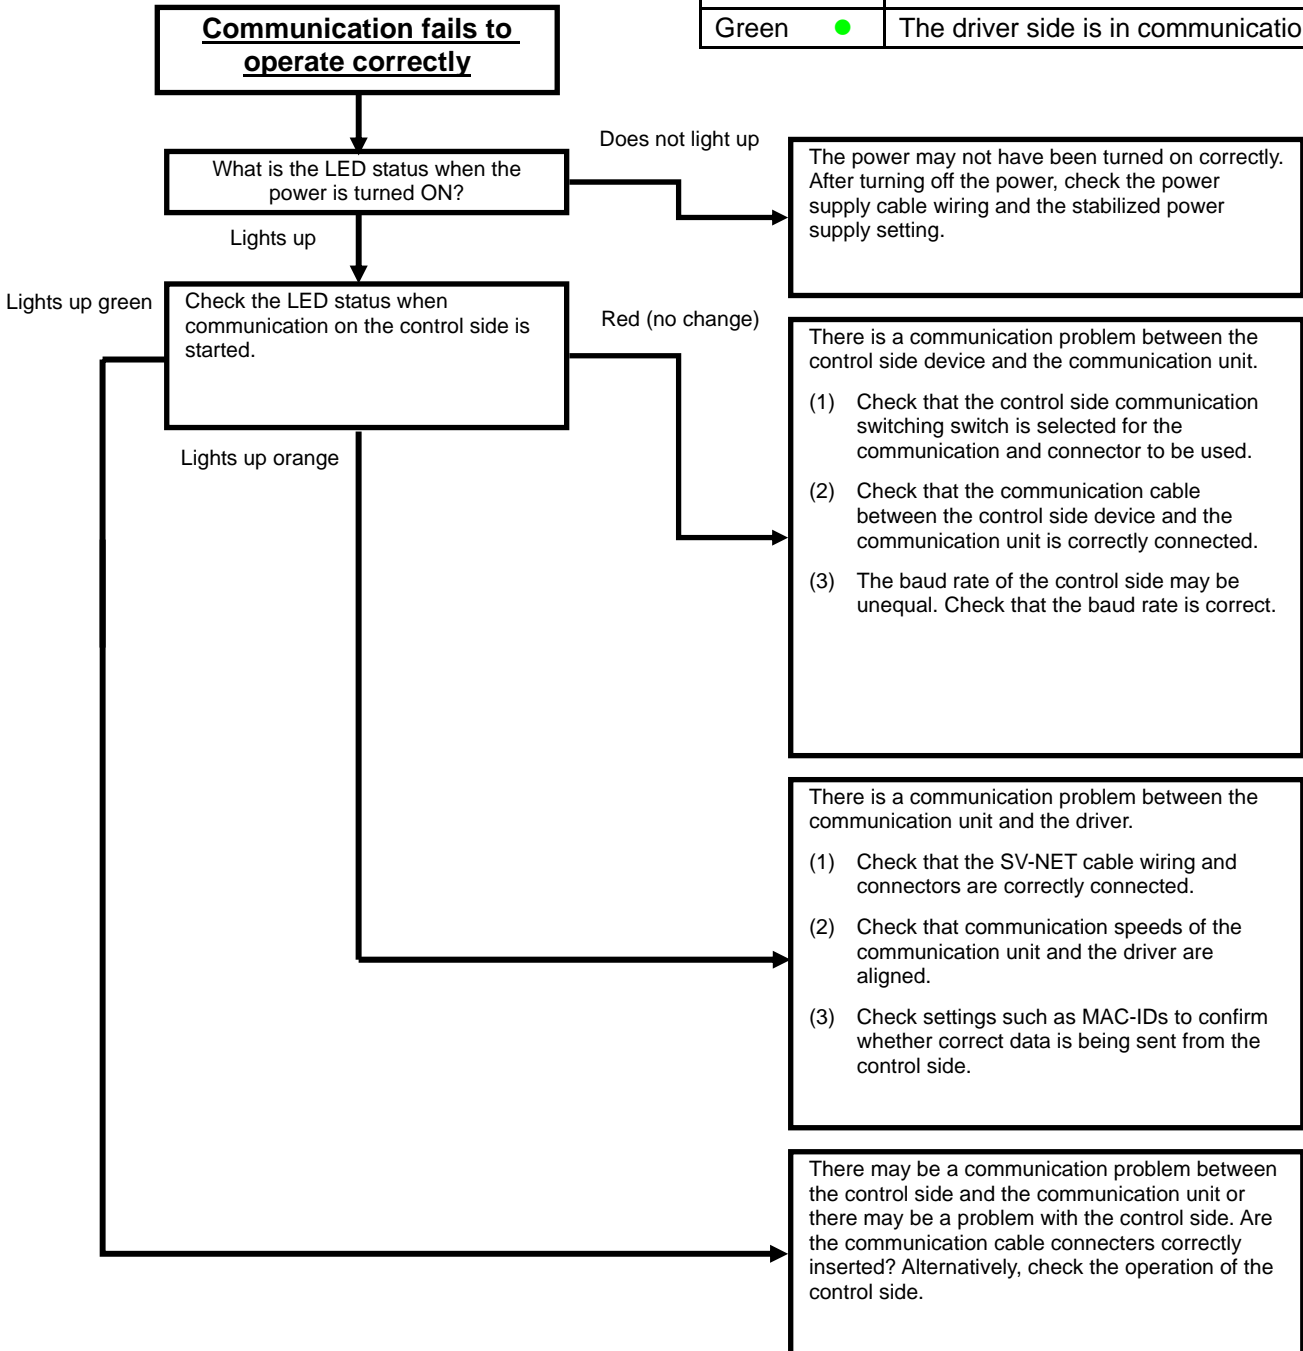 Green The driver side is in communicatio
Communication fails to
operate correctly
Does not light up
What is the LED status when the
power is turned ON?
The power may not have been turned on correctly.
After turning off the power, check the power
supply cable wiring and the stabilized power
supply setting.
Lights up
Lights up green
Check the LED status when
communication on the control side is
started.
Red (no change)
There is a communication problem between the
control side device and the communication unit.
(1) Check that the control side communication
switching switch is selected for the
communication and connector to be used.
(2) Check that the communication cable
between the control side device and the
communication unit is correctly connected.
(3) The baud rate of the control side may be
unequal. Check that the baud rate is correct.
Lights up orange
There is a communication problem between the
communication unit and the driver.
(1) Check that the SV-NET cable wiring and
connectors are correctly connected.
(2) Check that communication speeds of the
communication unit and the driver are
aligned.
(3) Check settings such as MAC-IDs to confirm
whether correct data is being sent from the
control side.
There may be a communication problem between
the control side and the communication unit or
there may be a problem with the control side. Are
the communication cable connecters correctly
inserted? Alternatively, check the operation of the
control side.